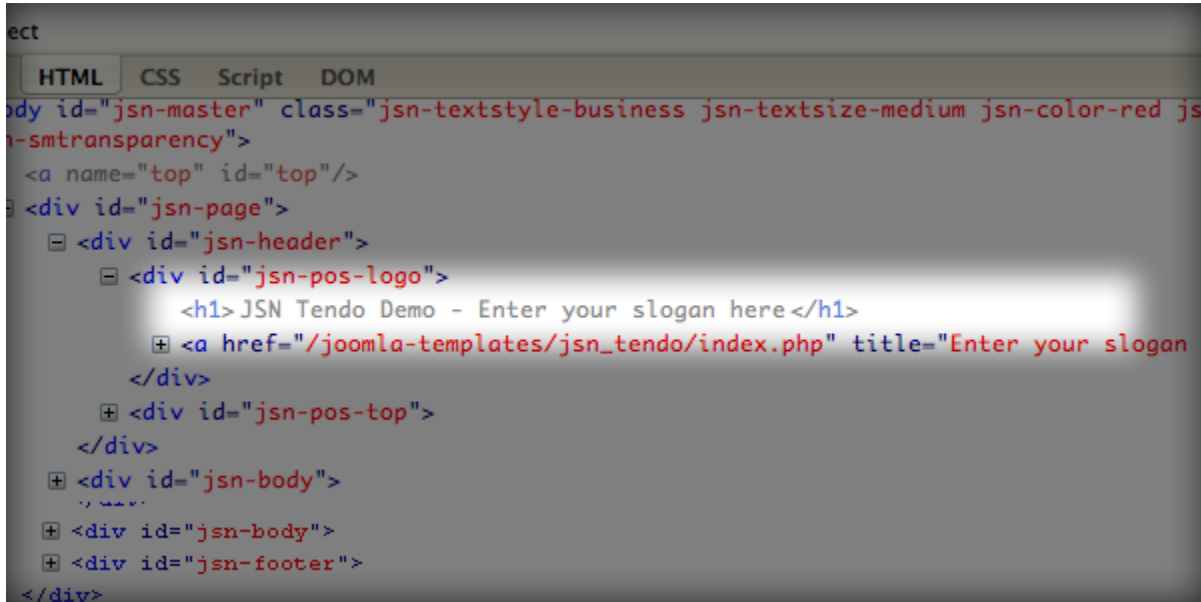 ect
HTML CSS Script DOM
ody id="jsn-master" class="jsn-textstyle-business jsn-textsize-medium jsn-color-red js
n-smtransparency">
<a name="top" id="top"/>
<div id="jsn-page">
<div id="jsn-header">
<div id="jsn-pos-logo">
<h1>JSN Tendo Demo - Enter your slogan here</h1>
<a href="/joomla-templates/jsn_tendo/index.php" title="Enter your slogan
</div>
<div id="jsn-pos-top">
</div>
<div id="jsn-body">
<div id="jsn-body">
<div id="jsn-footer">
</div>